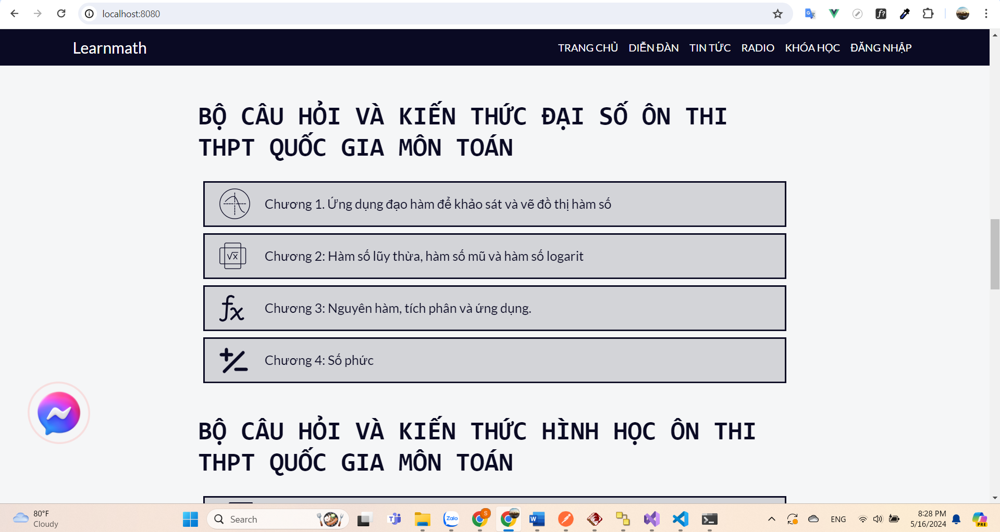 localhost:8080
Learnmath
TRANG CHỦ DIỄN ĐÀN TIN TỨC RADIO KHÓA HỌC ĐĂNG NHẬP
BỘ CÂU HỎI VÀ KIẾN THỨC ĐẠI SỐ ÔN THI
THPT QUỐC GIA MÔN TOÁN
Chương 1. Ứng dụng đạo hàm để khảo sát và vẽ đồ thị hàm số
√x
Chương 2: Hàm số lũy thừa, hàm số mũ và hàm số logarit
fx
Chương 3: Nguyên hàm, tích phân và ứng dụng.
Chương 4: Số phức
BỘ CÂU HỎI VÀ KIẾN THỨC HÌNH HỌC ÔN THI
THPT QUỐC GIA MÔN TOÁN
80°F
Cloudy
Search
Zalo
S
ENG
8:28 PM
5/16/2024
PRE